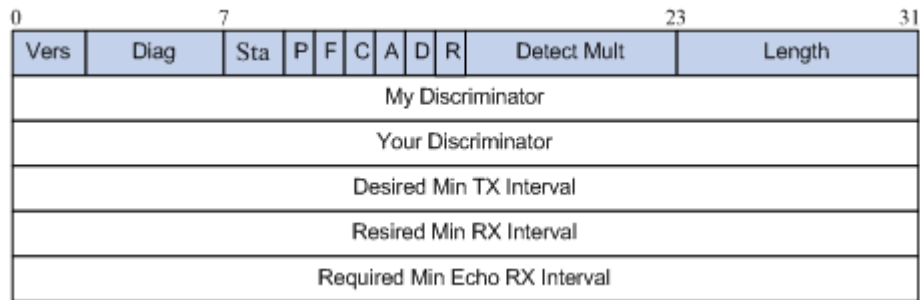 0 7 23 31
Vers Diag Sta P F C A D R Detect Mult Length
My Discriminator
Your Discriminator
Desired Min TX Interval
Resired Min RX Interval
Required Min Echo RX Interval